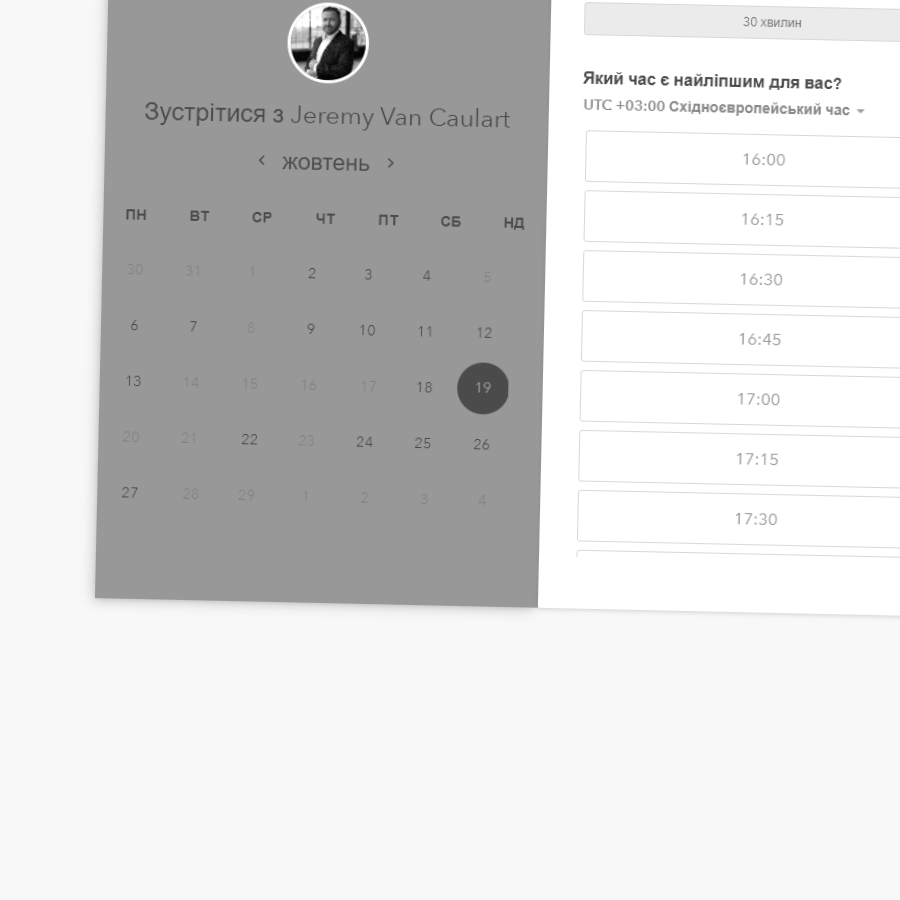 Зустрітися з Jeremy Van Caulart
жовтень
ПН ВТ СР ЧТ ПТ СБ НД
30 31 1 2 3 4 5
6 7 8 9 10 11 12
13 14 15 16 17 18 19
20 21 22 23 24 25 26
27 28 29 1 2 3 4
30 хвилин
Який час є найліпшим для вас?
UTC +03:00 Східноєвропейський час
16:00
16:15
16:30
16:45
17:00
17:15
17:30